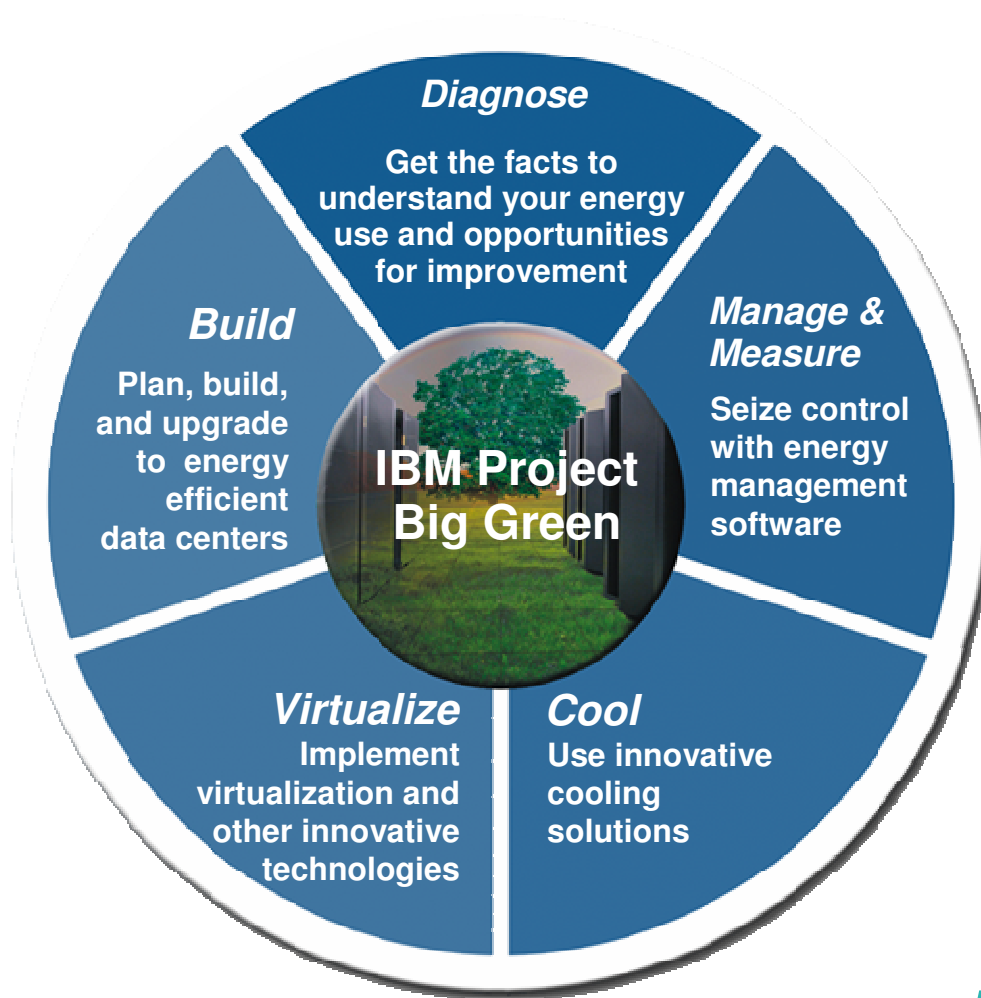 Diagnose
Get the facts to
understand your energy
use and opportunities
for improvement
Manage &
Measure
Seize control
with energy
management
software
Cool
Use innovative
cooling
solutions
Virtualize
Implement
virtualization and
other innovative
technologies
Build
Plan, build,
and upgrade
to energy
efficient
data centers
IBM Project
Big Green